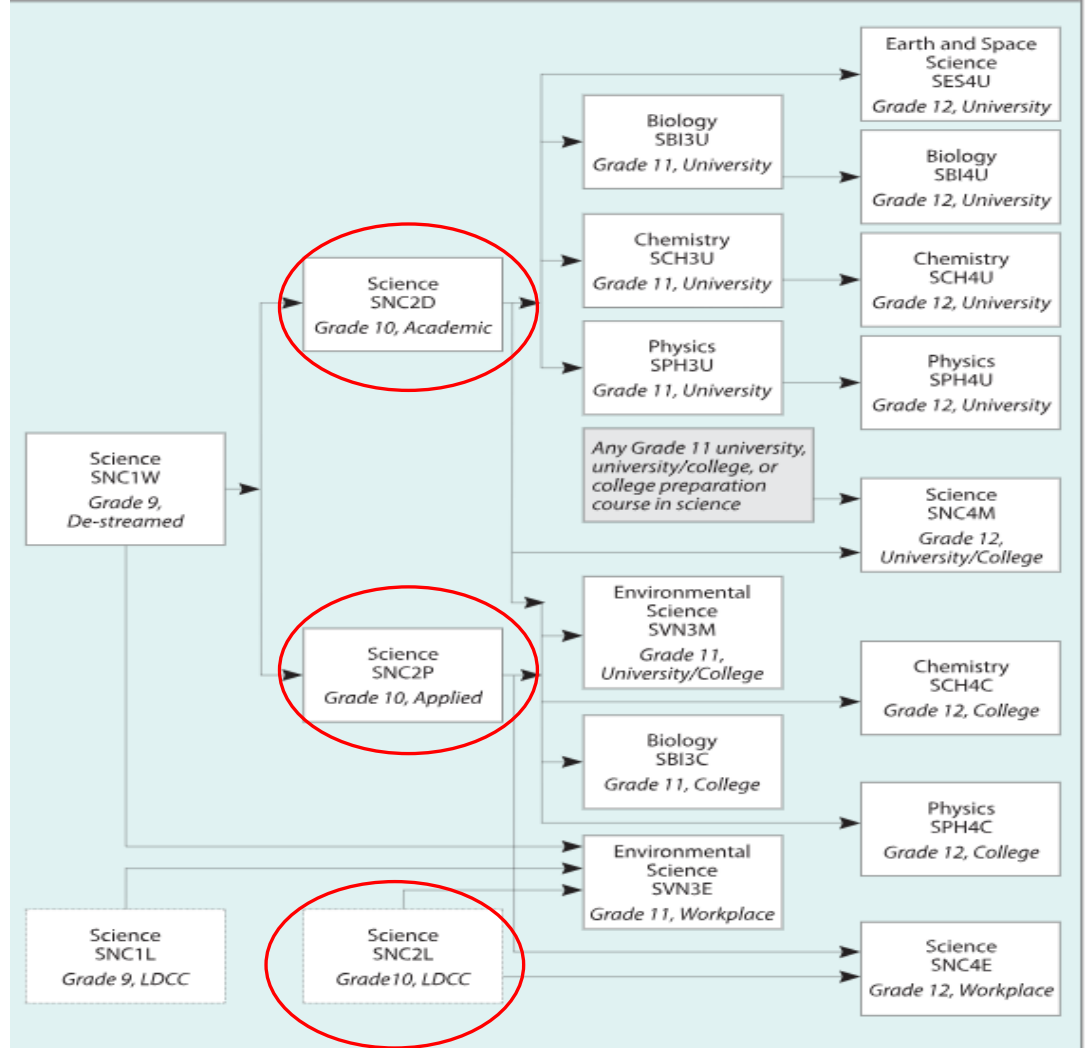 Earth and Space
Science
SES4U
Grade 12, University
Biology
SBI3U
Grade 11, University
Biology
SBI4U
Grade 12, University
Science
SNC2D
Grade 10, Academic
Chemistry
SCH3U
Grade 11, University
Chemistry
SCH4U
Grade 12, University
Physics
SPH3U
Grade 11, University
Physics
SPH4U
Grade 12, University
Science
SNC1W
Grade 9,
De-streamed
Any Grade 11 university,
university/college, or
college preparation
course in science
Science
SNC4M
Grade 12,
University/College
Science
SNC2P
Grade 10, Applied
Environmental
Science
SVN3M
Grade 11,
University/College
Chemistry
SCH4C
Grade 12, College
Biology
SBI3C
Grade 11, College
Physics
SPH4C
Grade 12, College
Environmental
Science
SVN3E
Grade 11, Workplace
Science
SNC1L
Grade 9, LDCC
Science
SNC2L
Grade10, LDCC
Science
SNC4E
Grade 12, Workplace